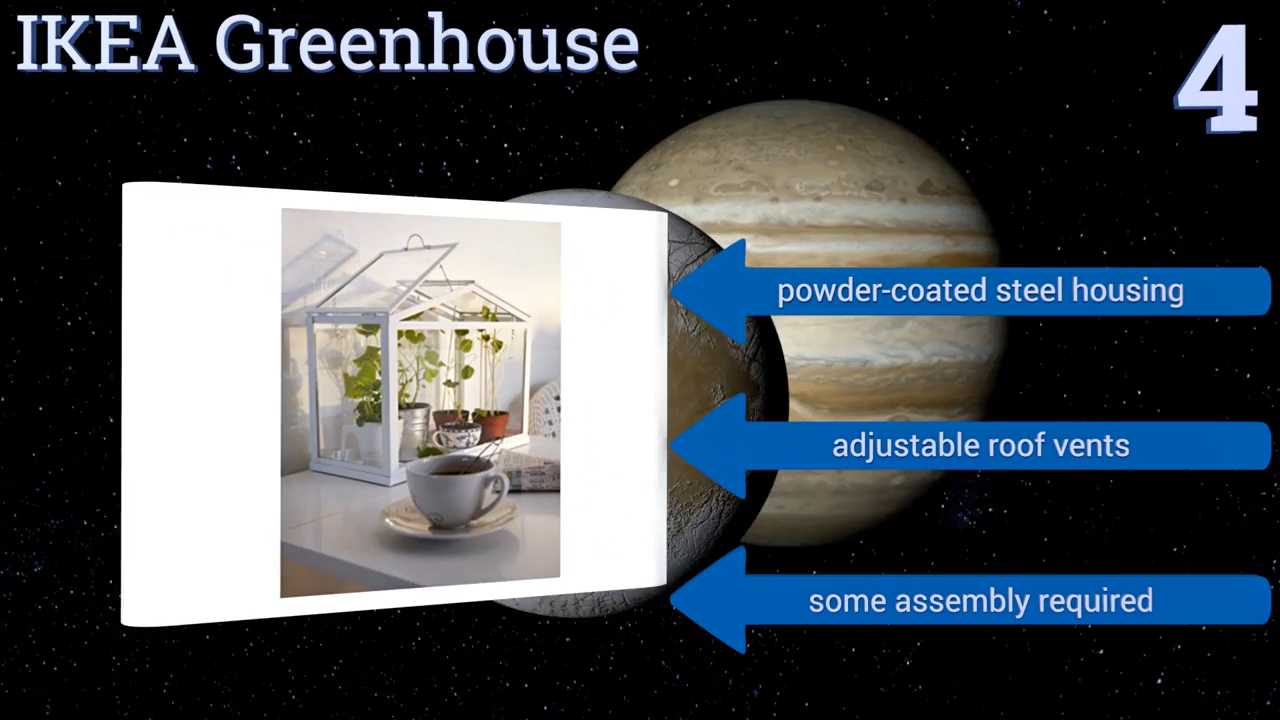 IKEA Greenhouse
4
powder-coated steel housing
adjustable roof vents
some assembly required